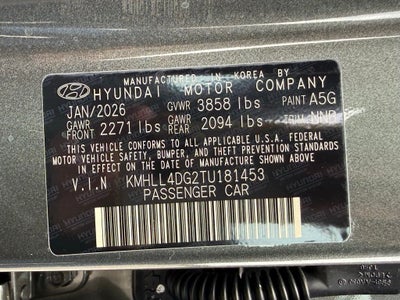 MANUFACTURED IN KOREA BY
HYUNDAI MOTOR COMPANY
JAN/2026 GVWR 3858 lbs PAINT A5G
GAWR FRONT 2271 lbs GAWR REAR 2094 lbs TRIM NNB
THIS VEHICLE CONFORMS TO ALL APPLICABLE U.S. FEDERAL MOTOR
VEHICLE SAFETY, BUMPER, AND THEFT PREVENTION STANDARDS IN
EFFECT ON THE DATE OF MANUFACTURE SHOWN ABOVE.
V.I.N KMHLL4DG2TU181453
PASSENGER CAR